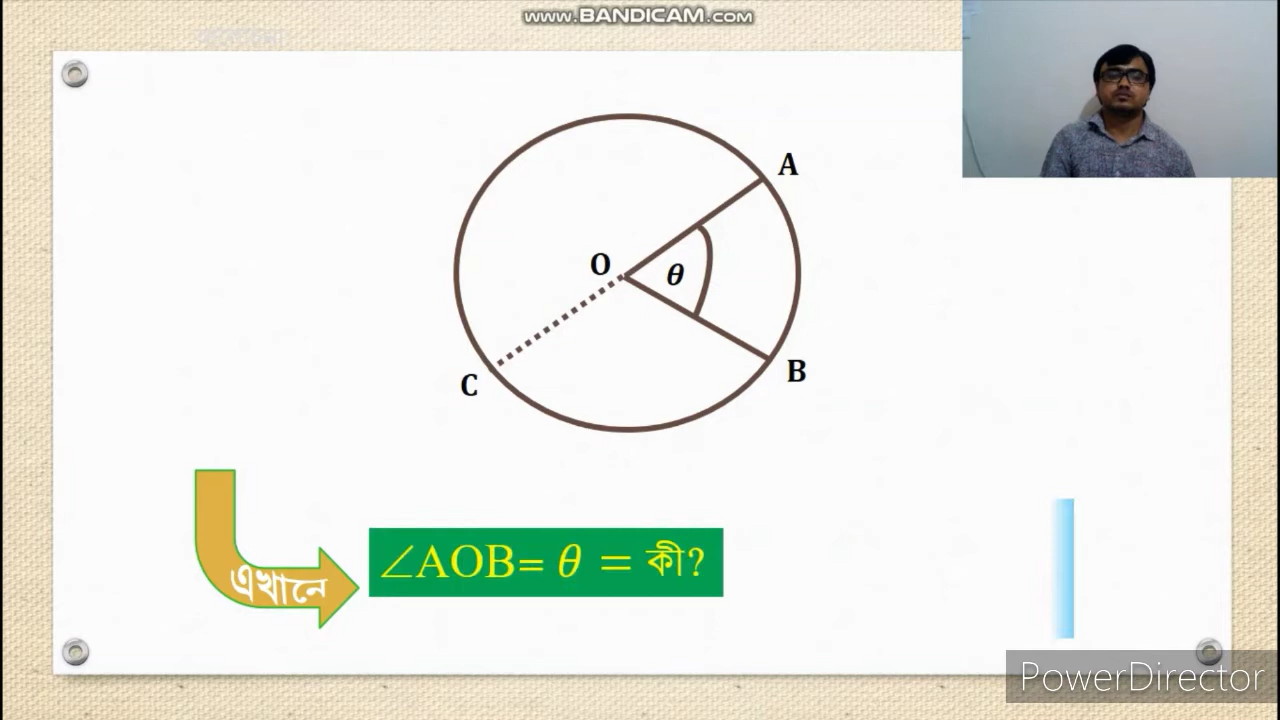 www.BANDICAM.com
A
O
θ
C
B
এখানে
∠AOB= θ = কী?
PowerDirector